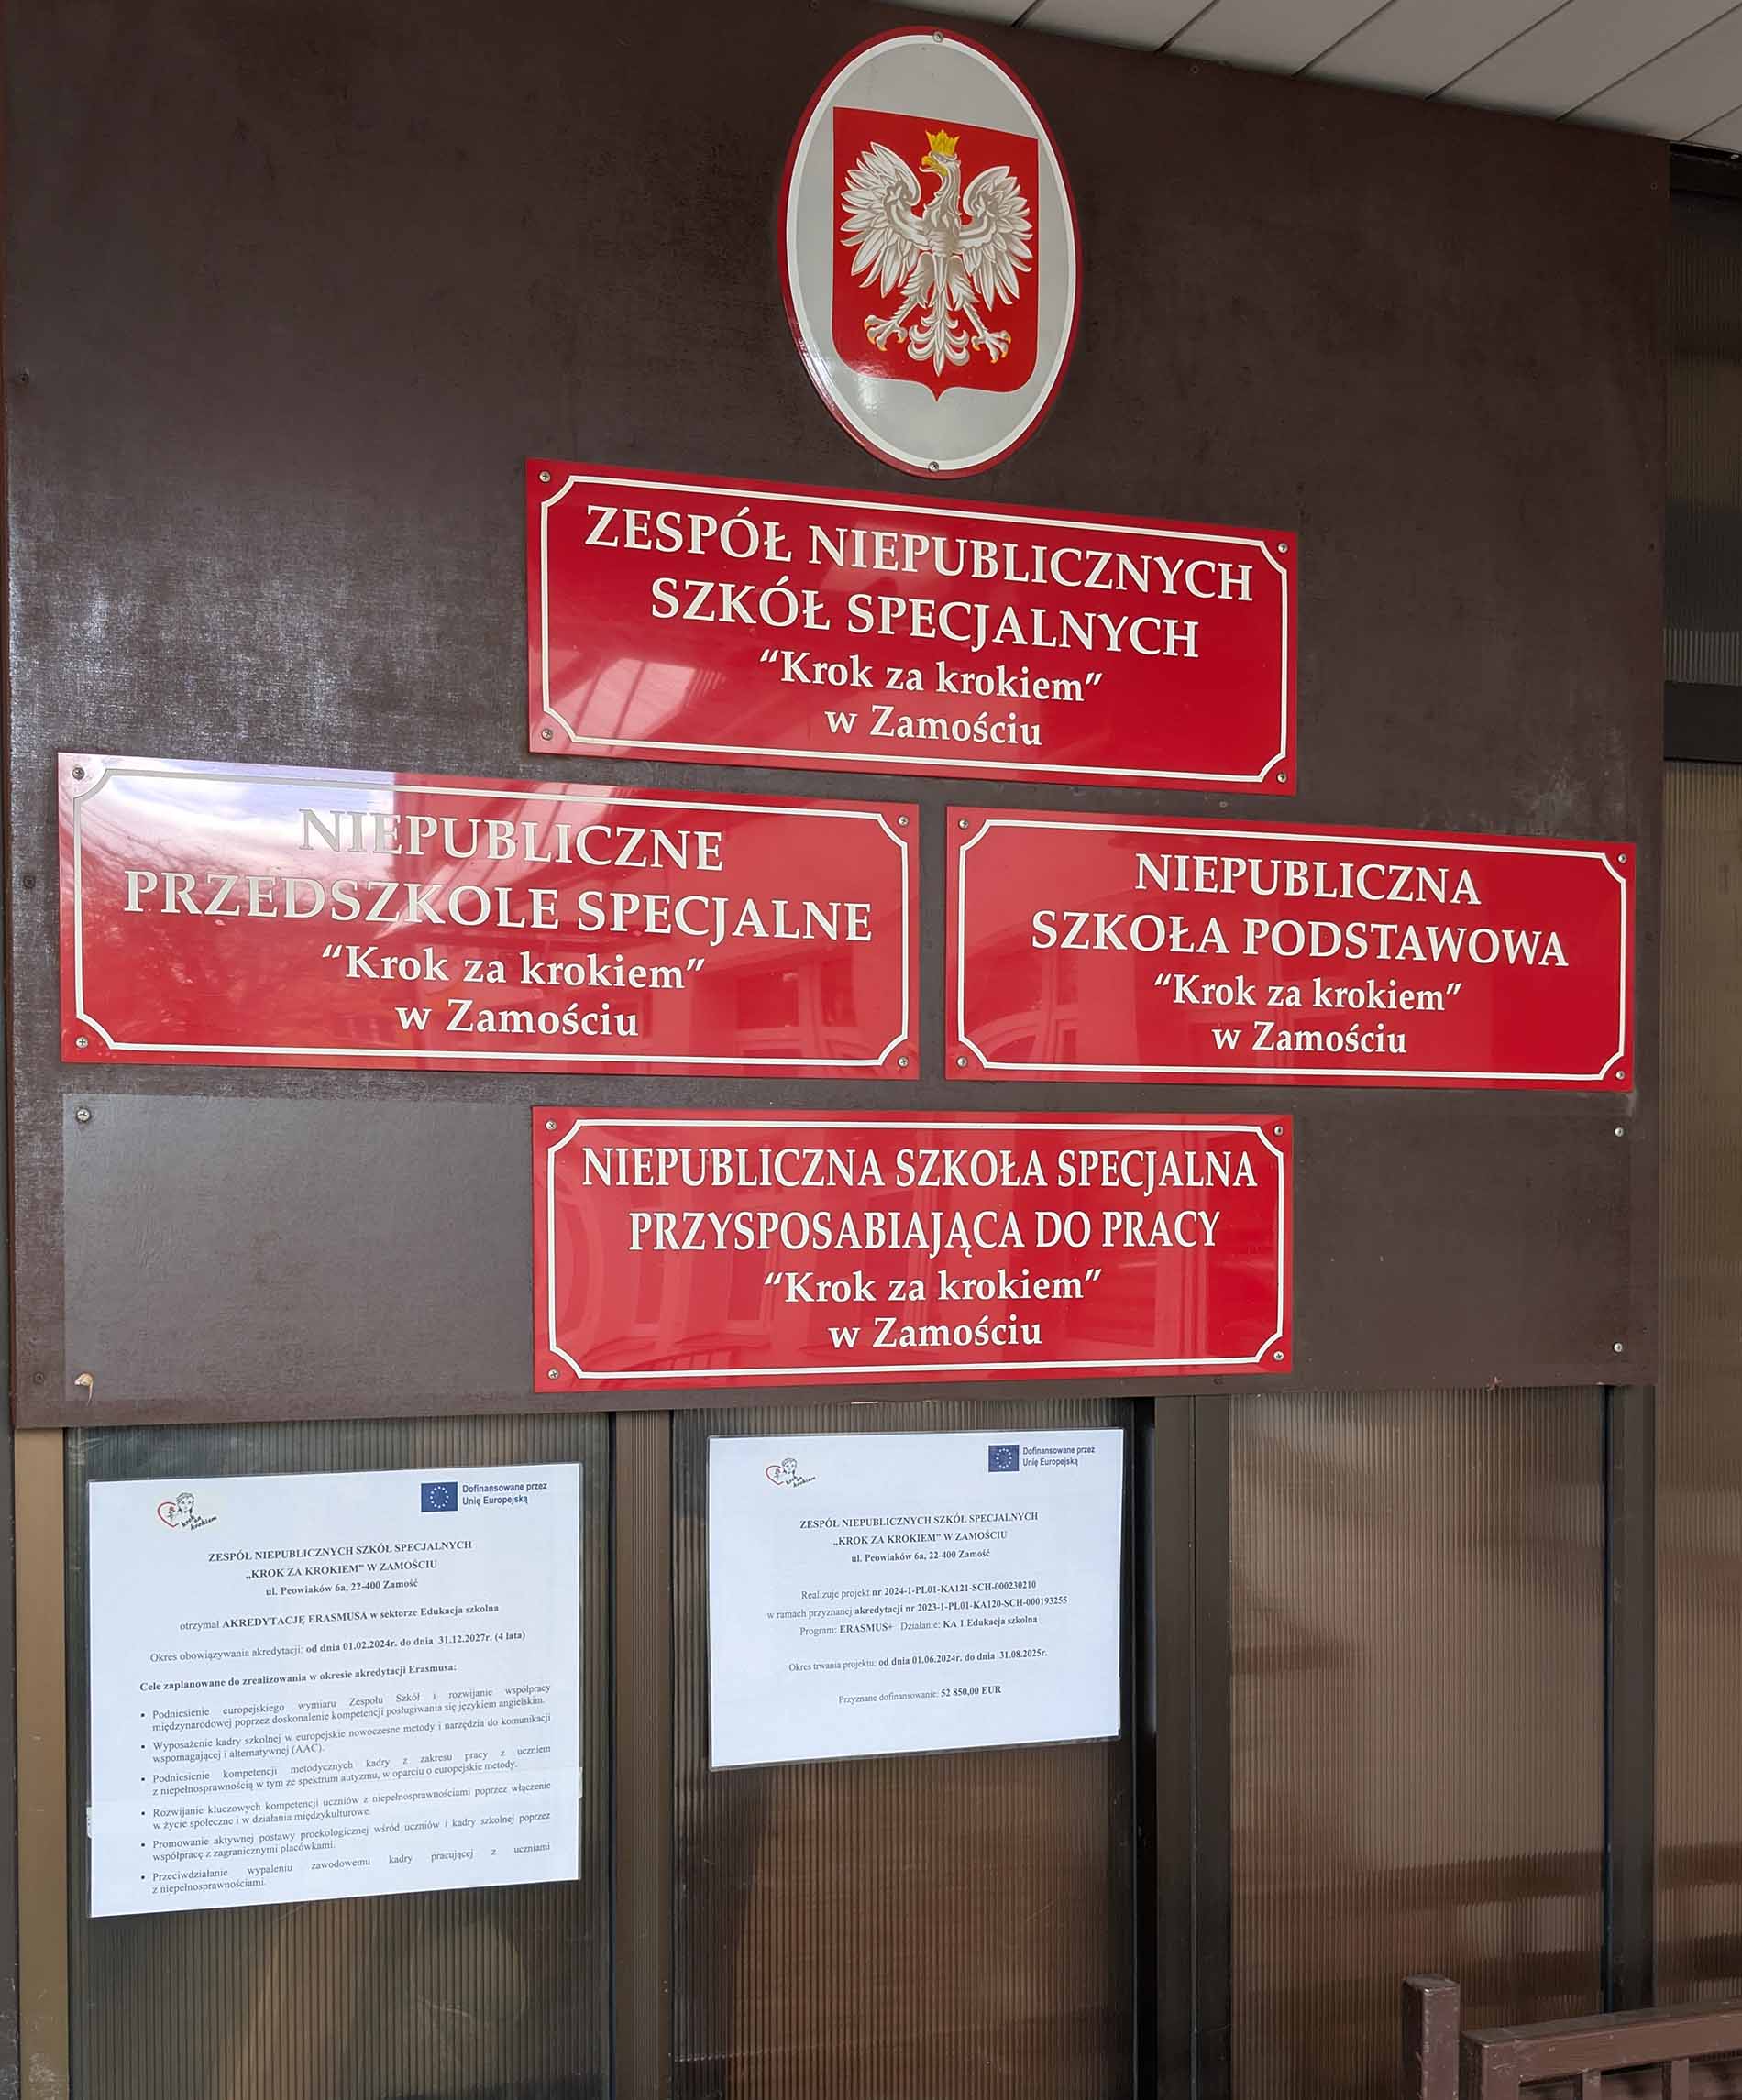 ZESPÓŁ NIEPUBLICZNYCH
SZKÓŁ SPECJALNYCH
“Krok za krokiem”
w Zamościu
NIEPUBLICZNE
PRZEDSZKOLE SPECJALNE
“Krok za krokiem”
w Zamościu
NIEPUBLICZNA
SZKOŁA PODSTAWOWA
“Krok za krokiem”
w Zamościu
NIEPUBLICZNA SZKOŁA SPECJALNA
PRZYSPOSABIAJĄCA DO PRACY
“Krok za krokiem”
w Zamościu
krok za
krokiem
Dofinansowane przez
Unię Europejską
ZESPÓŁ NIEPUBLICZNYCH SZKÓŁ SPECJALNYCH
„KROK ZA KROKIEM” W ZAMOŚCIU
ul. Peowiaków 6a, 22-400 Zamość
otrzymał AKREDYTACJĘ ERASMUSA w sektorze Edukacja szkolna
Okres obowiązywania akredytacji: od dnia 01.02.2024r. do dnia 31.12.2027r. (4 lata)
Cele zaplanowane do zrealizowania w okresie akredytacji Erasmusa:
• Podniesienie europejskiego wymiaru Zespołu Szkół i rozwijanie współpracy
międzynarodowej poprzez doskonalenie kompetencji posługiwania się językiem angielskim.
• Wyposażenie kadry szkolnej w europejskie nowoczesne metody i narzędzia do komunikacji
wspomagającej i alternatywnej (AAC).
• Podniesienie kompetencji metodycznych kadry z zakresu pracy z uczniem
z niepełnosprawnością w tym ze spektrum autyzmu, w oparciu o europejskie metody.
• Rozwijanie kluczowych kompetencji uczniów z niepełnosprawnościami poprzez włączenie
w życie społeczne i w działania międzykulturowe.
• Promowanie aktywnej postawy proekologicznej wśród uczniów i kadry szkolnej poprzez
współpracę z zagranicznymi placówkami.
• Przeciwdziałanie wypaleniu zawodowemu kadry pracującej z uczniami
z niepełnosprawnościami.
krok za
krokiem
Dofinansowane przez
Unię Europejską
ZESPÓŁ NIEPUBLICZNYCH SZKÓŁ SPECJALNYCH
„KROK ZA KROKIEM” W ZAMOŚCIU
ul. Peowiaków 6a, 22-400 Zamość
Realizuje projekt nr 2024-1-PL01-KA121-SCH-000230210
w ramach przyznanej akredytacji nr 2023-1-PL01-KA120-SCH-000193255
Program: ERASMUS+ Działanie: KA 1 Edukacja szkolna
Okres trwania projektu: od dnia 01.06.2024r. do dnia 31.08.2025r.
Przyznane dofinansowanie: 52 850,00 EUR